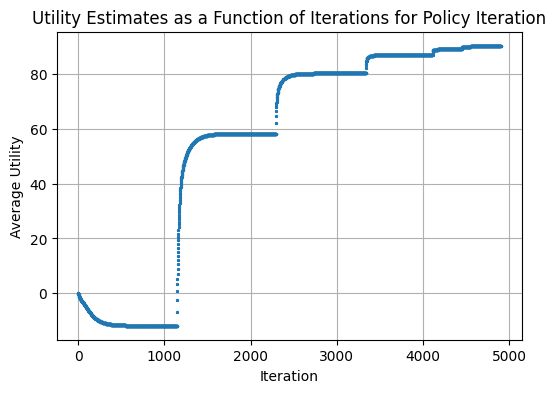 Utility Estimates as a Function of Iterations for Policy Iteration
Average Utility
80
60
40
20
0
0 1000 2000 3000 4000 5000
Iteration